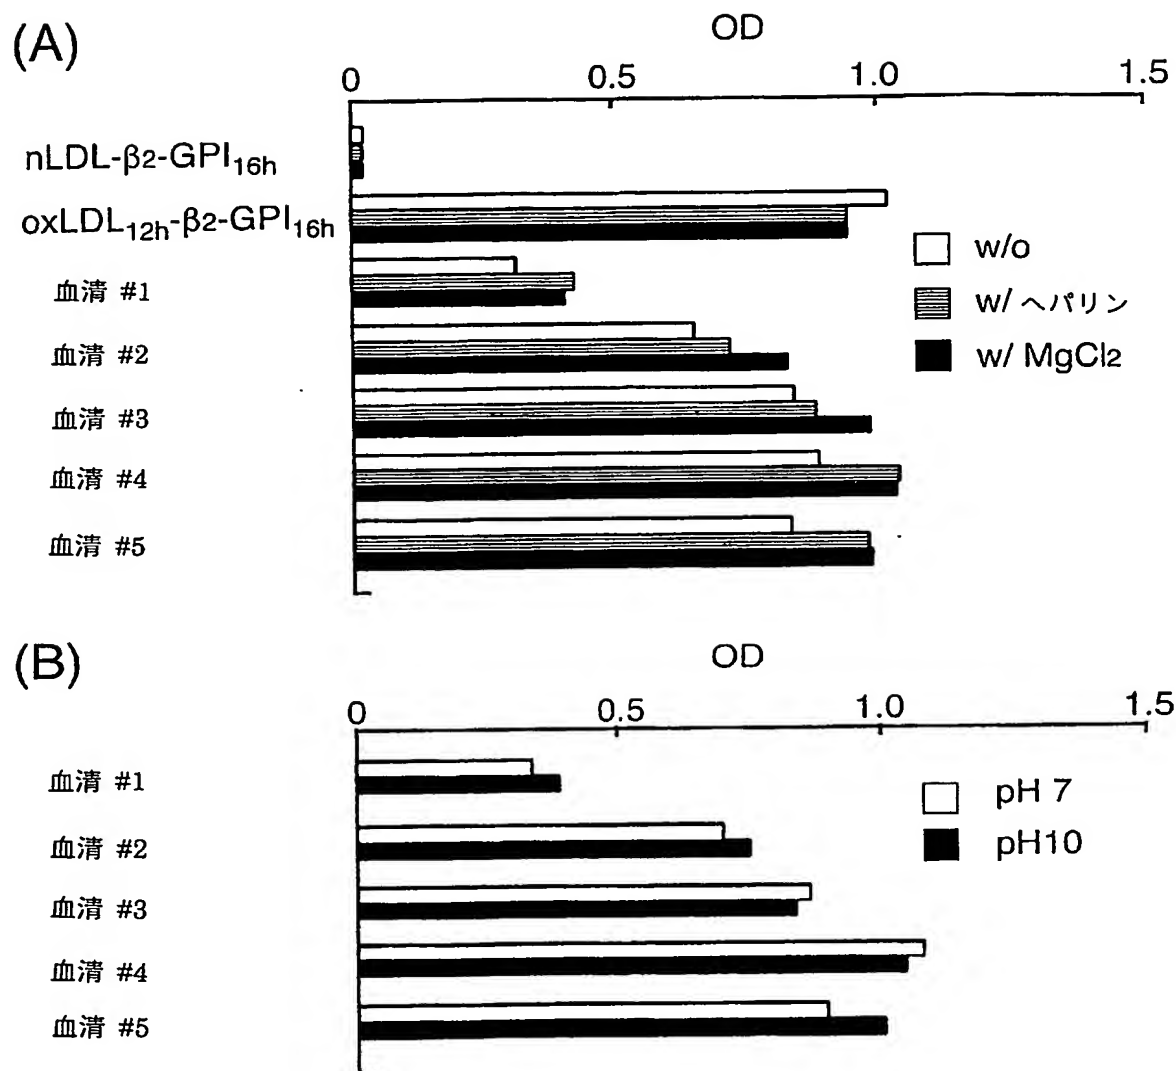 (A)
OD
0 0.5 1.0 1.5
nLDL-β2-GPI16h
oxLDL12h-β2-GPI16h
血清 #1
血清 #2
血清 #3
血清 #4
血清 #5
w/o
w/ ヘパリン
w/ MgCl2
(B)
OD
0 0.5 1.0 1.5
血清 #1
血清 #2
血清 #3
血清 #4
血清 #5
pH 7
pH10